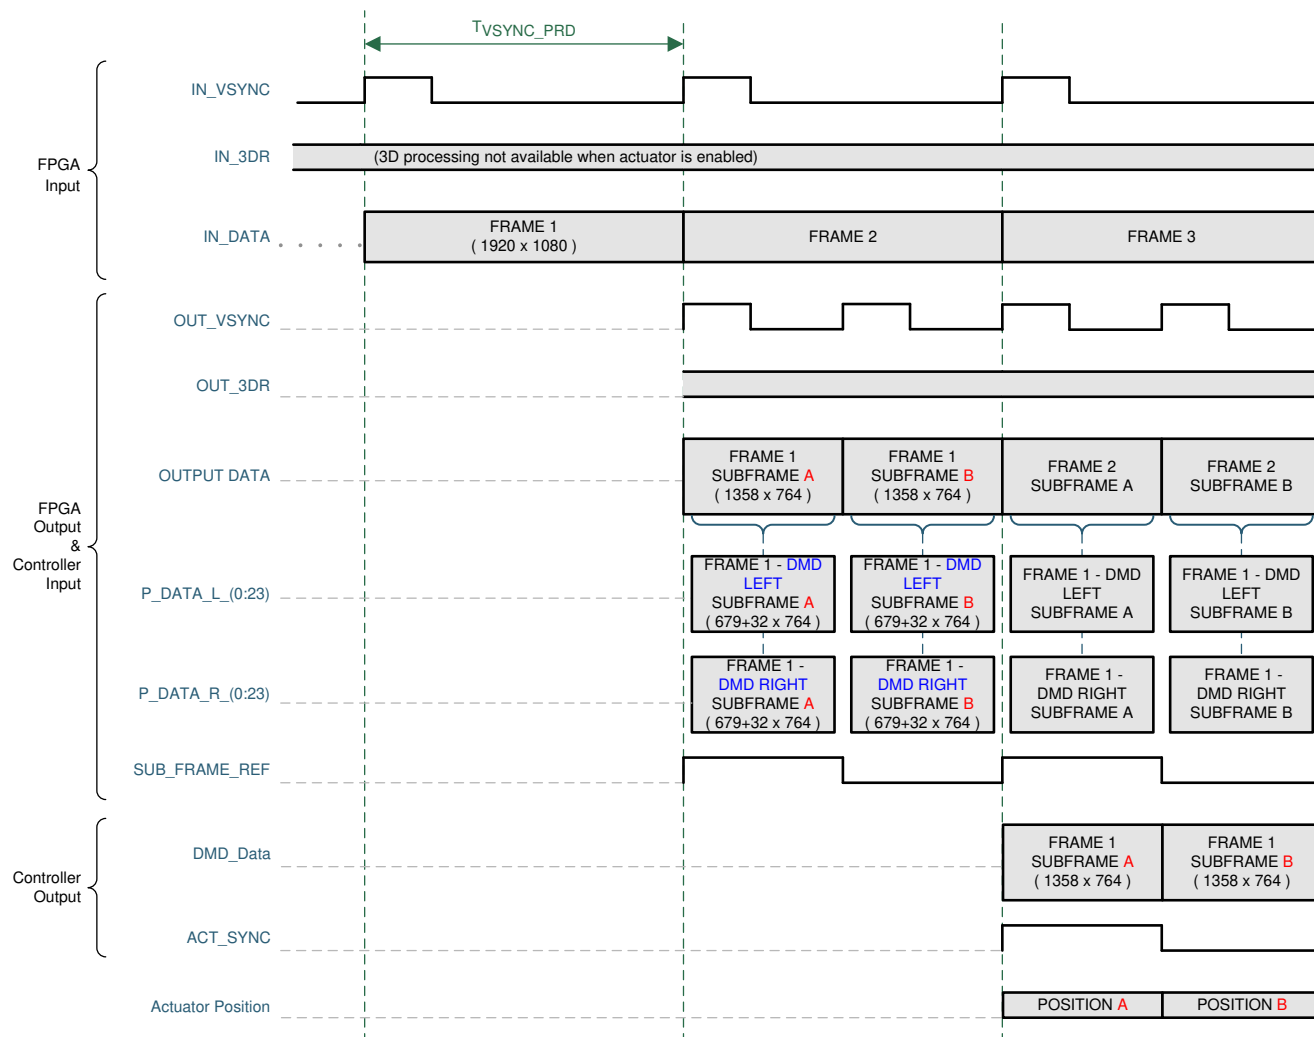 TVSYNC_PRD
FPGA
Input
IN_VSYNC
IN_3DR
(3D processing not available when actuator is enabled)
IN_DATA
FRAME 1
( 1920 x 1080 )
FRAME 2
FRAME 3
FPGA
Output
&
Controller
Input
OUT_VSYNC
OUT_3DR
OUTPUT DATA
FRAME 1
SUBFRAME A
( 1358 x 764 )
FRAME 1
SUBFRAME B
( 1358 x 764 )
FRAME 2
SUBFRAME A
FRAME 2
SUBFRAME B
P_DATA_L_(0:23)
FRAME 1 - DMD
LEFT
SUBFRAME A
( 679+32 x 764 )
FRAME 1 - DMD
LEFT
SUBFRAME B
( 679+32 x 764 )
FRAME 1 - DMD
LEFT
SUBFRAME A
FRAME 1 - DMD
LEFT
SUBFRAME B
P_DATA_R_(0:23)
FRAME 1 -
DMD RIGHT
SUBFRAME A
( 679+32 x 764 )
FRAME 1 -
DMD RIGHT
SUBFRAME B
( 679+32 x 764 )
FRAME 1 -
DMD RIGHT
SUBFRAME A
FRAME 1 -
DMD RIGHT
SUBFRAME B
SUB_FRAME_REF
Controller
Output
DMD_Data
FRAME 1
SUBFRAME A
( 1358 x 764 )
FRAME 1
SUBFRAME B
( 1358 x 764 )
ACT_SYNC
Actuator Position
POSITION A
POSITION B